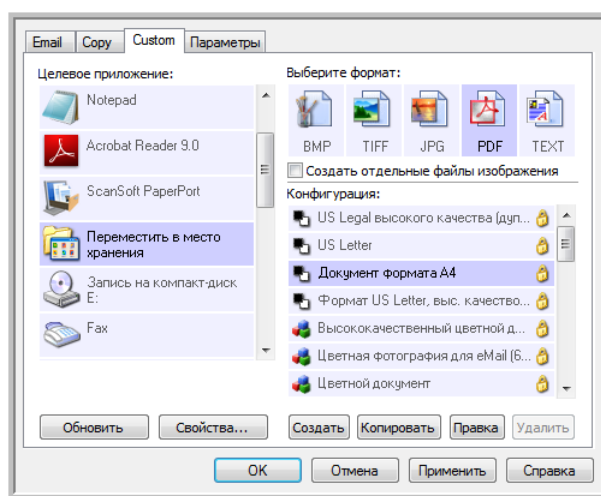 Email Copy Custom Параметры
Целевое приложение:
Notepad
Acrobat Reader 9.0
ScanSoft PaperPort
Переместить в место
хранения
Запись на компакт-диск
E:
Fax
Обновить Свойства...
Выберите формат:
BMP TIFF JPG PDF TEXT
Создать отдельные файлы изображения
Конфигурация:
US Legal высокого качества (дуп...
US Letter
Документ формата A4
Формат US Letter, выс. качество...
Высококачественный цветной д...
Цветная фотография для eMail (6...
Цветной документ
Создать Копировать Правка Удалить
OK Отмена Применить Справка